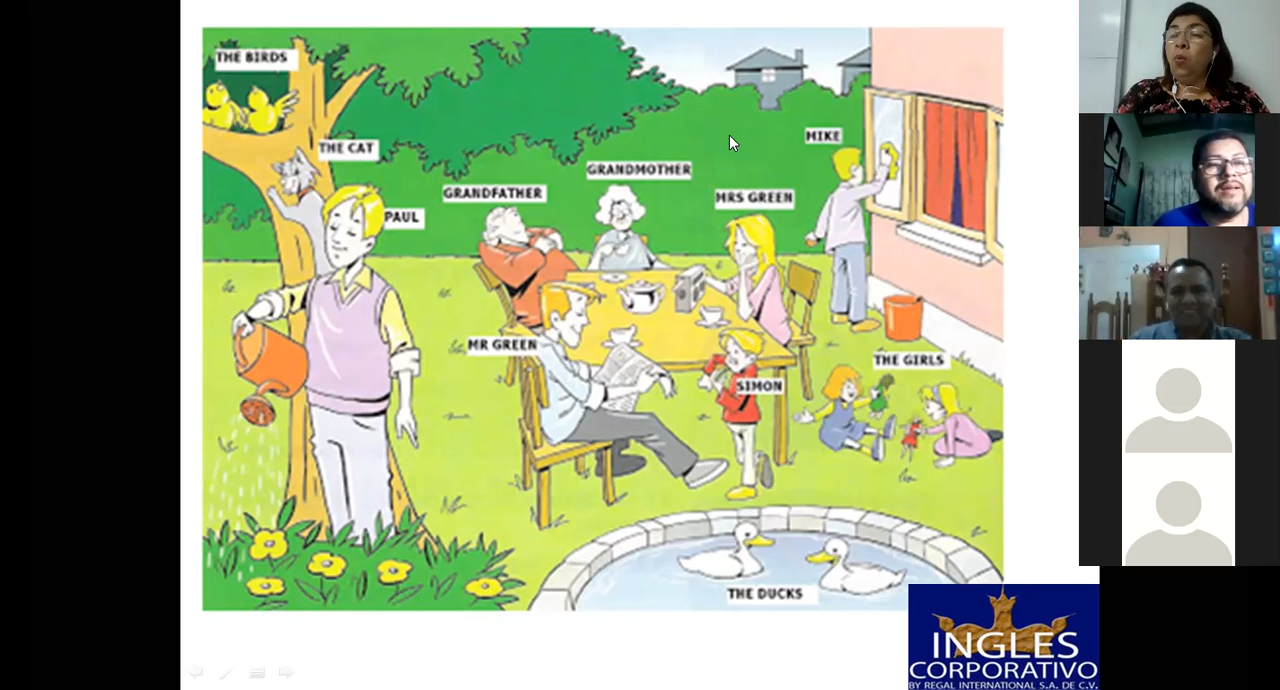 THE BIRDS
THE CAT
MIKE
GRANDMOTHER
GRANDFATHER
MRS GREEN
PAUL
MR GREEN
THE GIRLS
SIMON
THE DUCKS
INGLES
CORPORATIVO
BY REGAL INTERNATIONAL S.A. DE C.V.